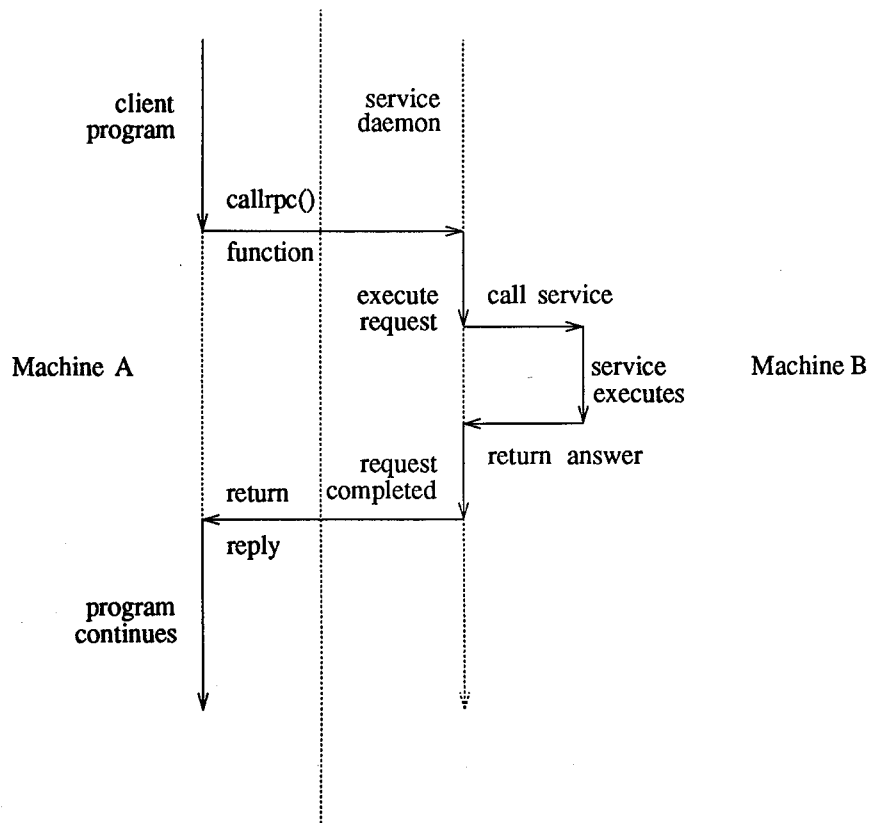 client
program
service
daemon
callrpc()
function
execute
request
call service
Machine A
service
executes
Machine B
return answer
request
completed
return
reply
program
continues